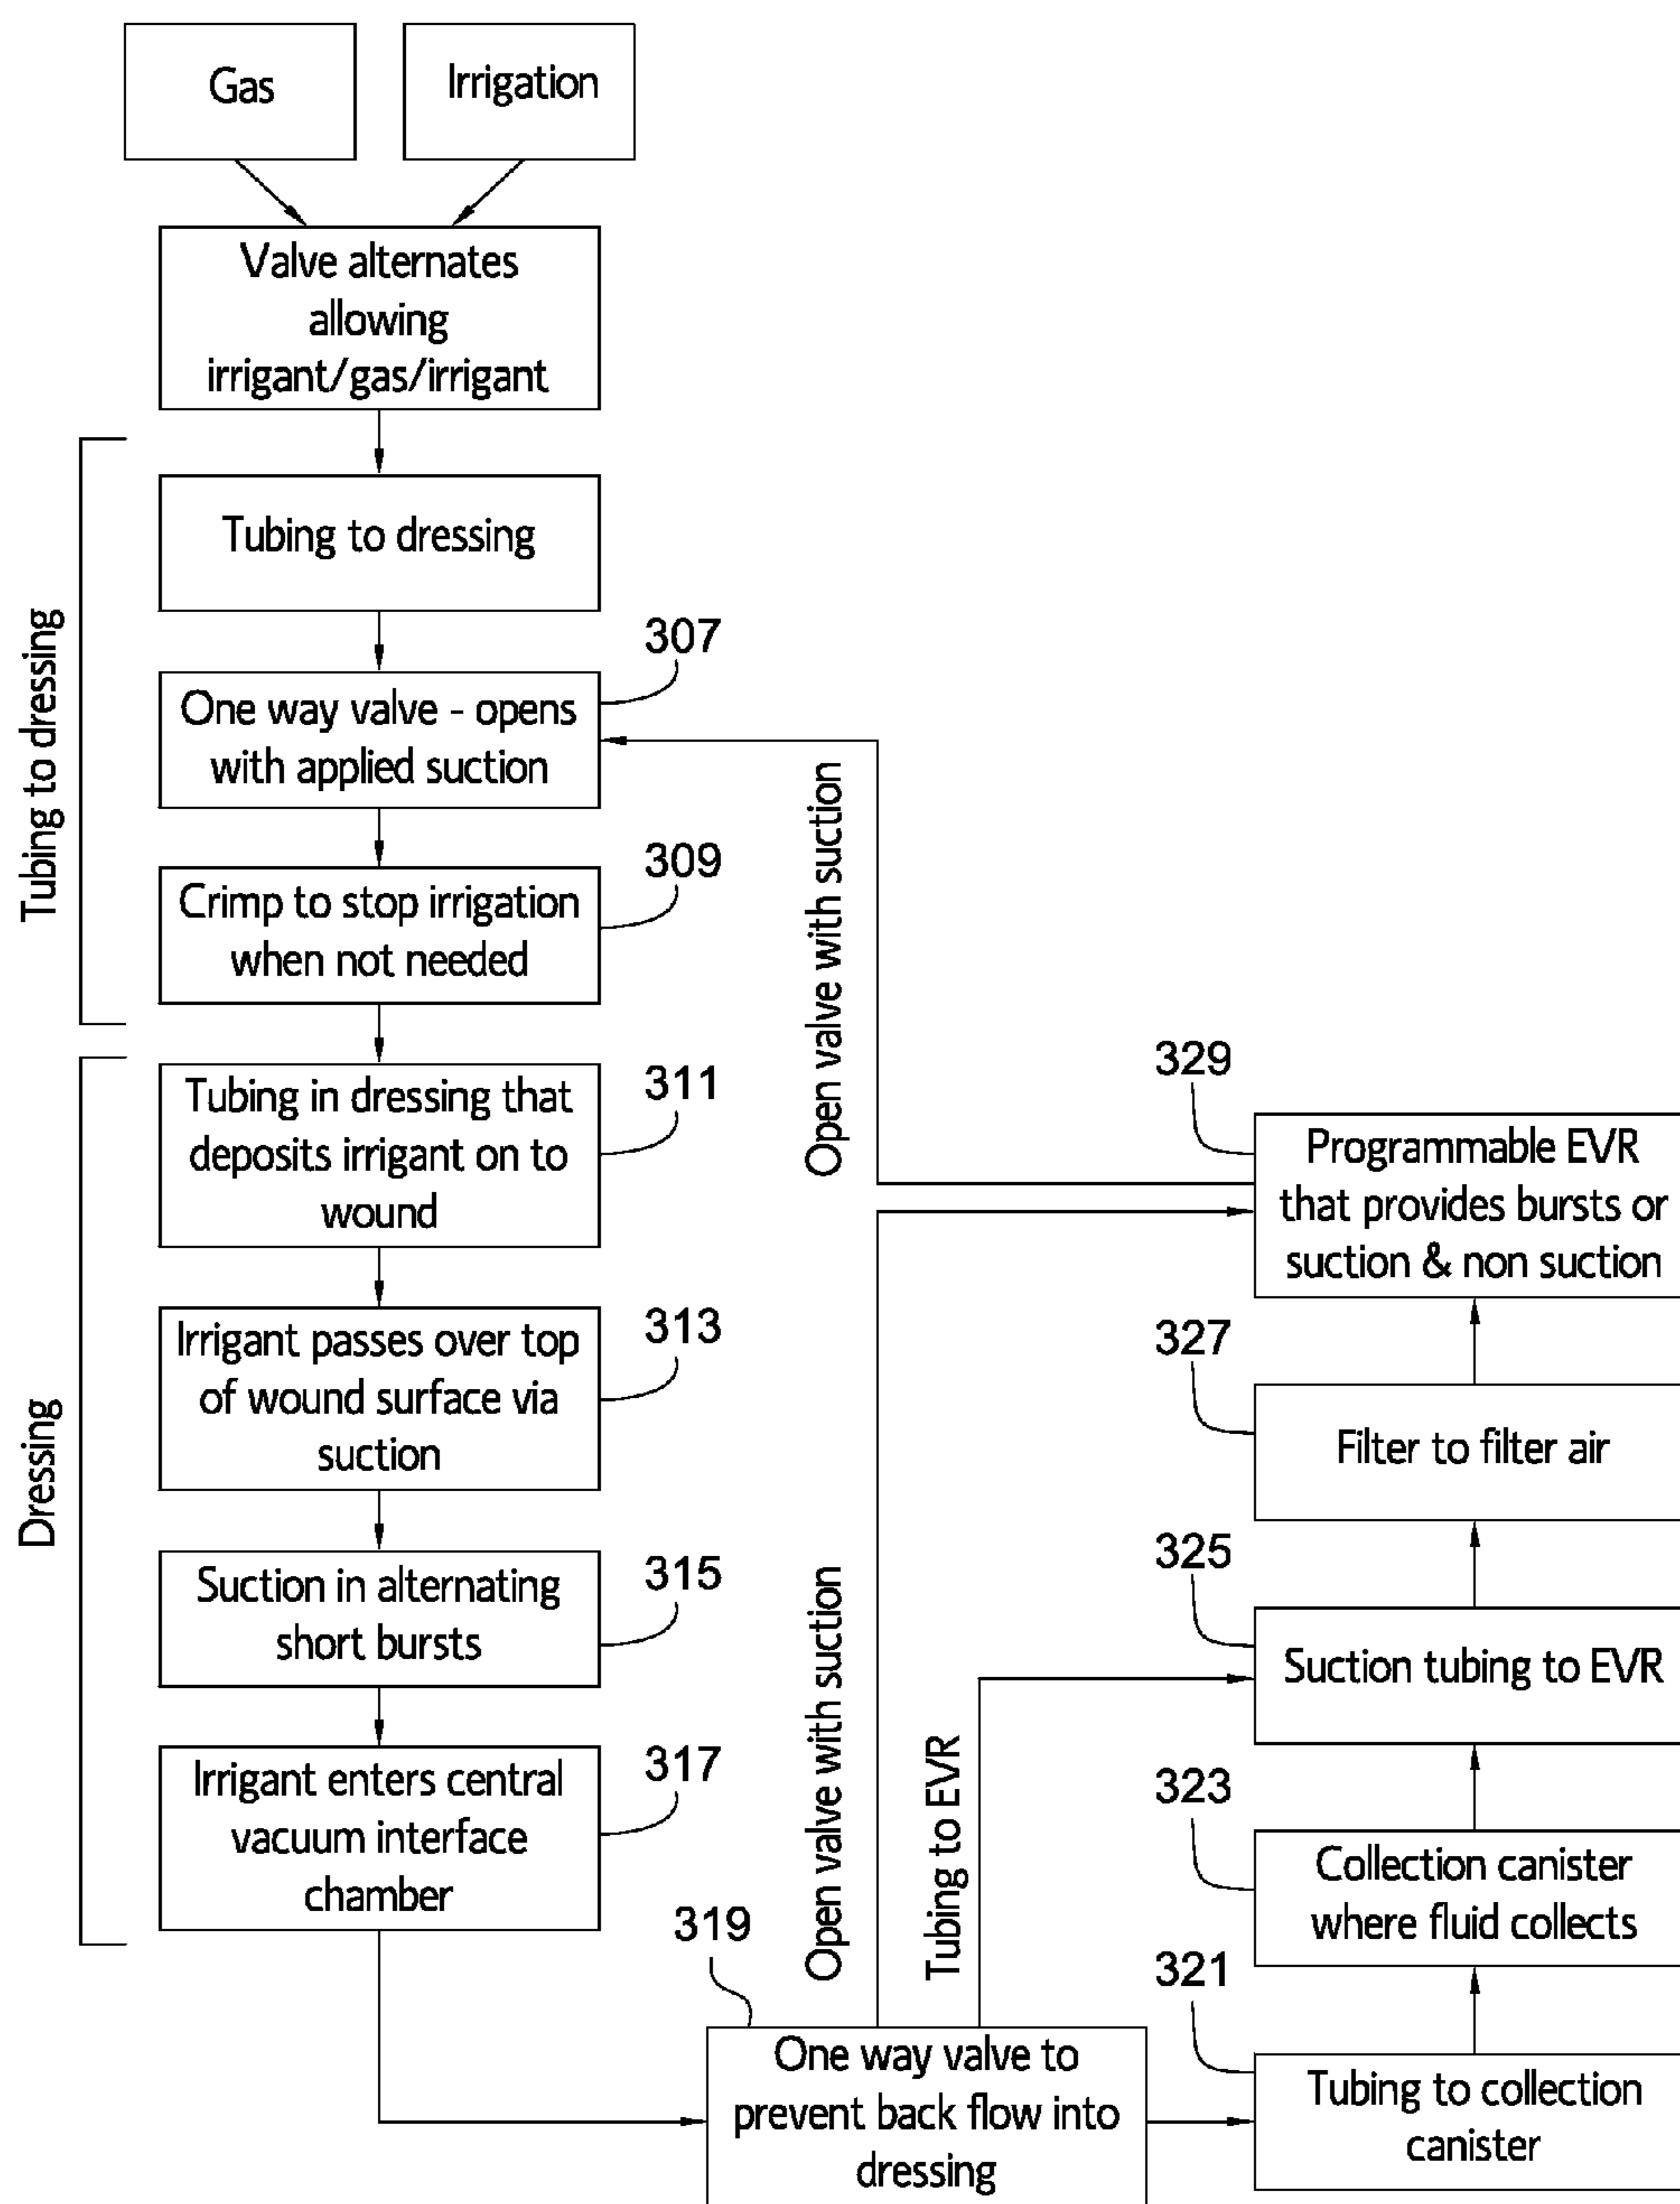 Gas
Irrigation
Valve alternates
allowing
irrigant/gas/irrigant
Tubing to dressing
Tubing to dressing
307
One way valve - opens
with applied suction
309
Crimp to stop irrigation
when not needed
Dressing
311
Tubing in dressing that
deposits irrigant on to
wound
313
Irrigant passes over top
of wound surface via
suction
315
Suction in alternating
short bursts
317
Irrigant enters central
vacuum interface
chamber
319
One way valve to
prevent back flow into
dressing
Open valve with suction
Open valve with suction
Tubing to EVR
329
Programmable EVR
that provides bursts or
suction & non suction
327
Filter to filter air
325
Suction tubing to EVR
323
Collection canister
where fluid collects
321
Tubing to collection
canister